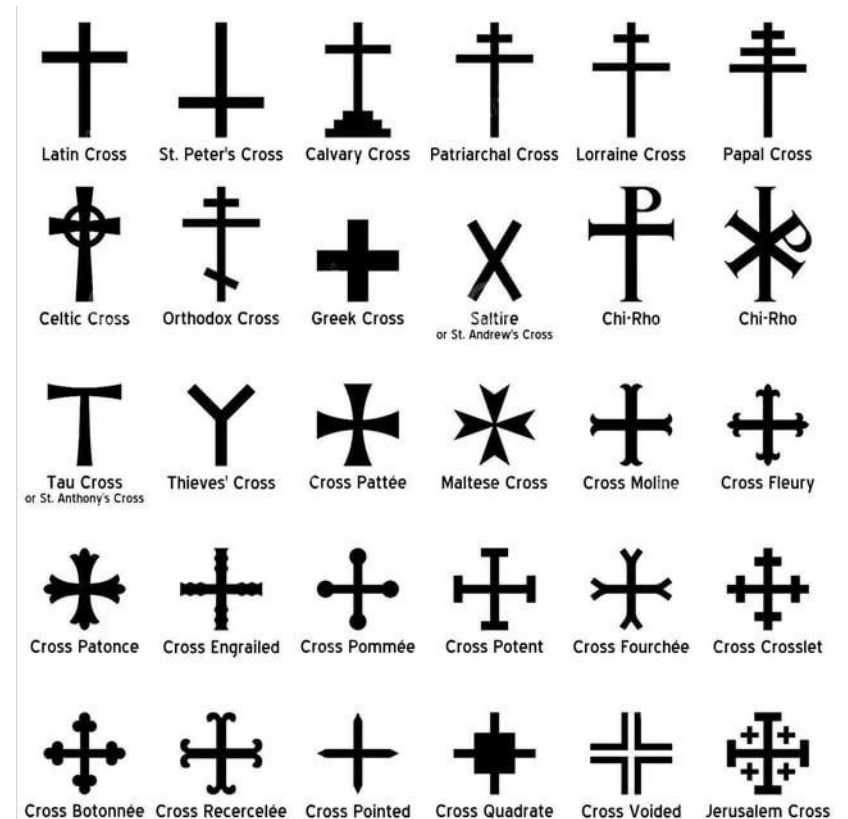 Latin Cross
St. Peter's Cross
Calvary Cross
Patriarchal Cross
Lorraine Cross
Papal Cross
Celtic Cross
Orthodox Cross
Greek Cross
Saltire
or St. Andrew's Cross
Chi-Rho
Chi-Rho
Tau Cross
or St. Anthony's Cross
Thieves' Cross
Cross Pattée
Maltese Cross
Cross Moline
Cross Fleury
Cross Patonce
Cross Engrailed
Cross Pommée
Cross Potent
Cross Fourchée
Cross Crosslet
Cross Botonnée
Cross Recercelée
Cross Pointed
Cross Quadrate
Cross Voided
Jerusalem Cross